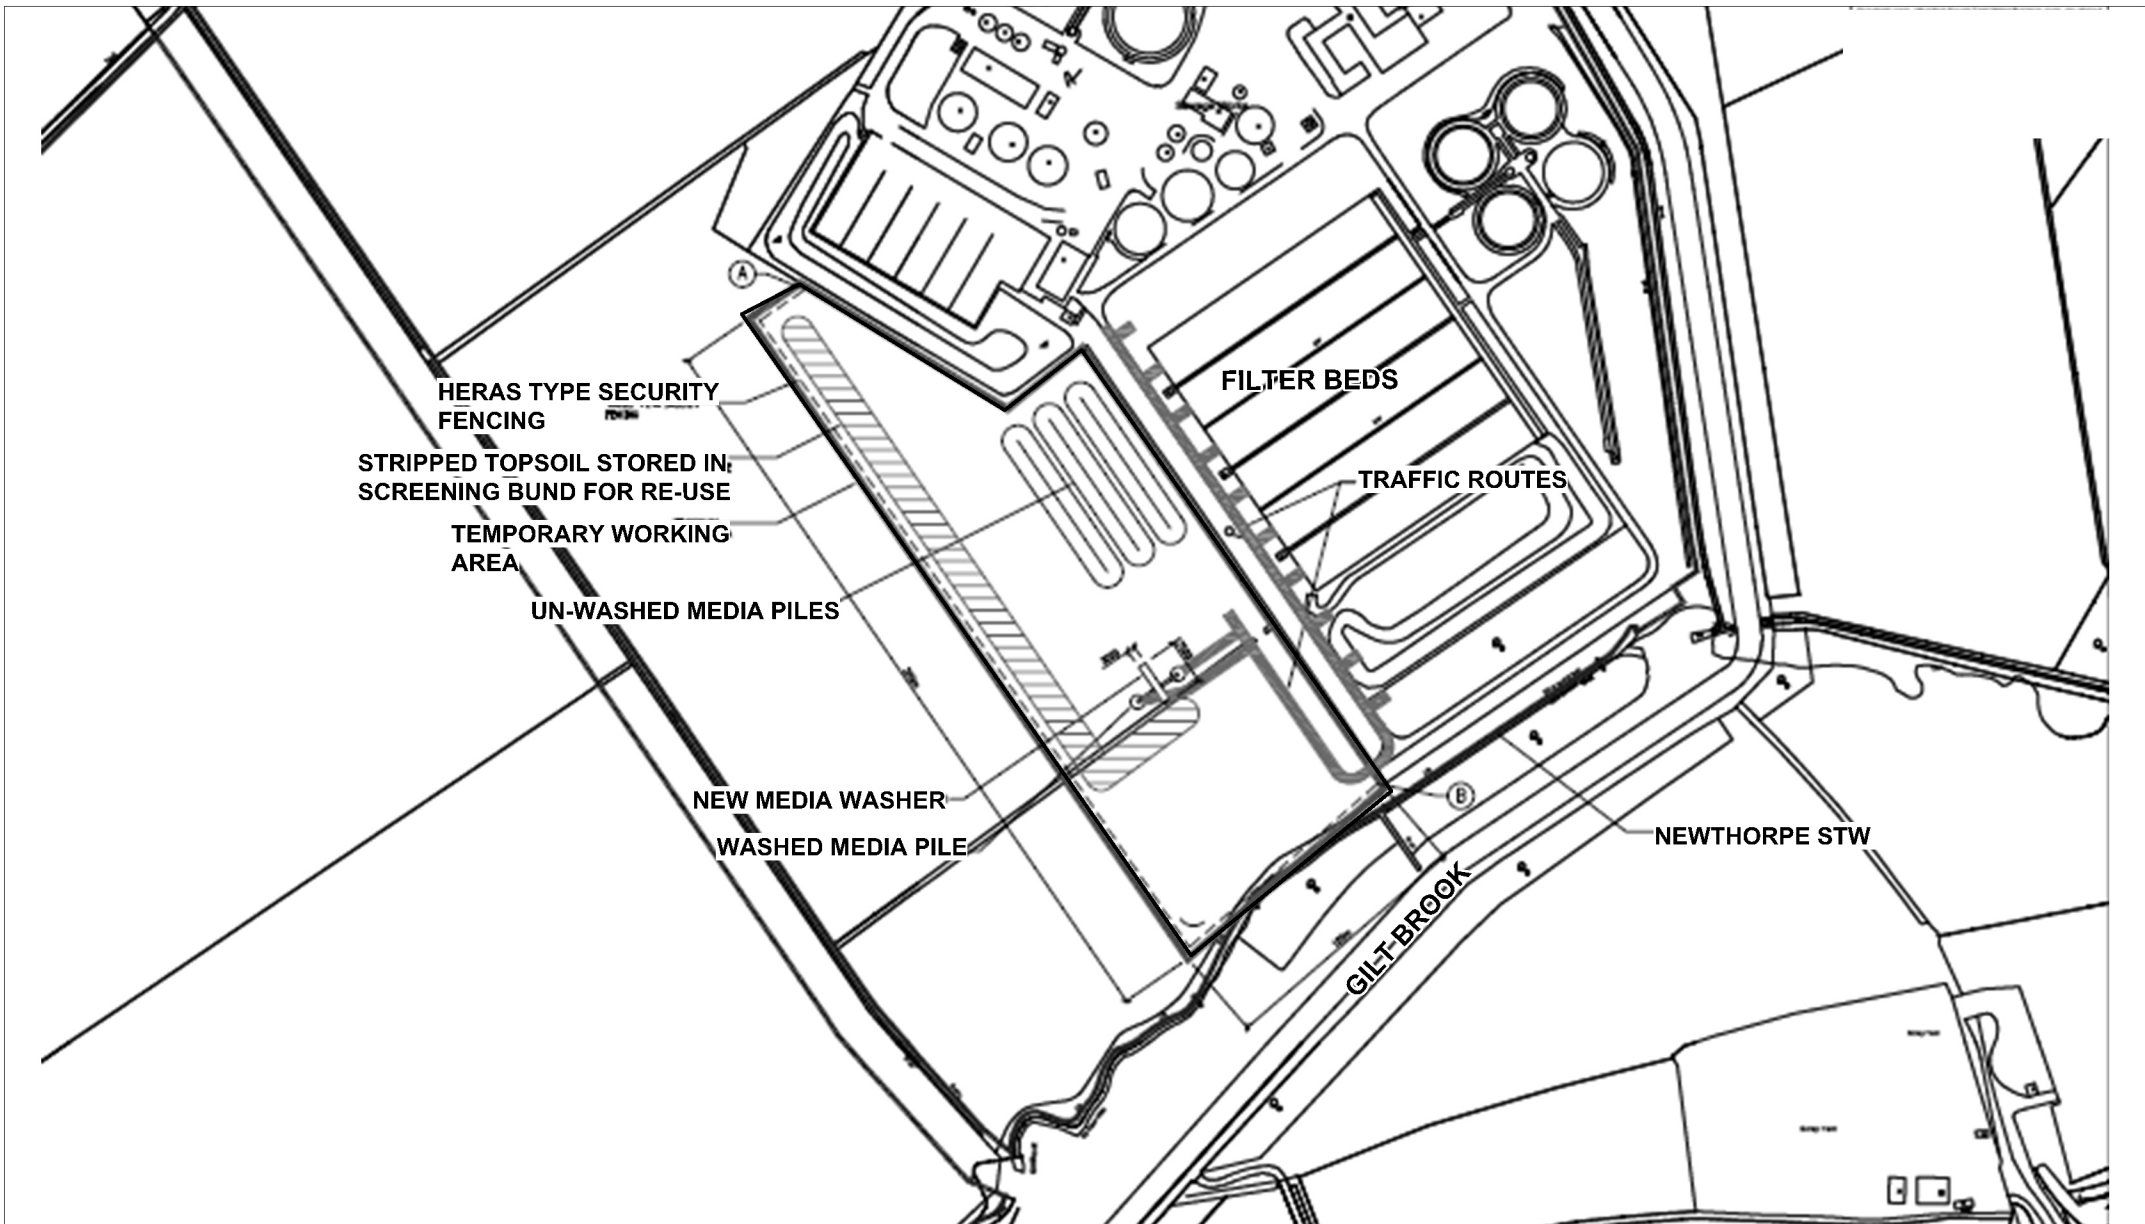 A
HERAS TYPE SECURITY
FENCING
FILTER BEDS
STRIPPED TOPSOIL STORED IN
SCREENING BUND FOR RE-USE
TRAFFIC ROUTES
TEMPORARY WORKING
AREA
UN-WASHED MEDIA PILES
NEW MEDIA WASHER
B
WASHED MEDIA PILE
NEWTHORPE STW
GILT BROOK